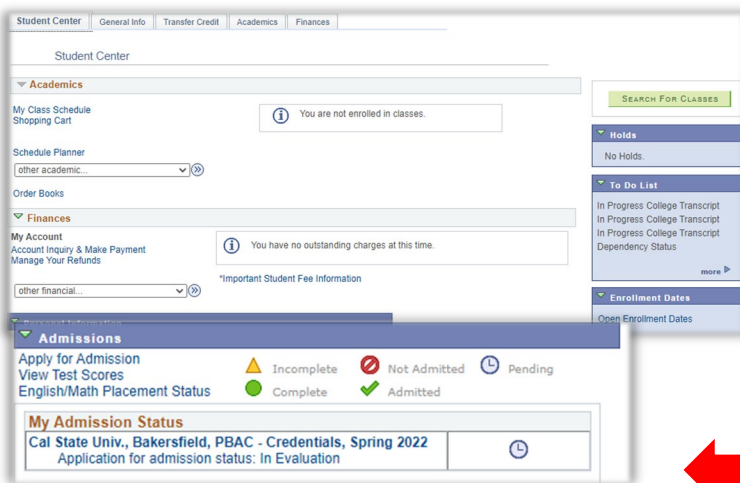 Student Center
General Info
Transfer Credit
Academics
Finances
Student Center
Academics
My Class Schedule
Shopping Cart
You are not enrolled in classes.
Schedule Planner
other academic...
Order Books
Finances
My Account
Account Inquiry & Make Payment
Manage Your Refunds
You have no outstanding charges at this time.
*Important Student Fee Information
other financial...
SEARCH FOR CLASSES
Holds
No Holds.
To Do List
In Progress College Transcript
In Progress College Transcript
In Progress College Transcript
Dependency Status
more
Enrollment Dates
Open Enrollment Dates
Personal Information
Admissions
Apply for Admission
View Test Scores
English/Math Placement Status
Incomplete
Not Admitted
Pending
Complete
Admitted
My Admission Status
Cal State Univ., Bakersfield, PBAC - Credentials, Spring 2022
Application for admission status: In Evaluation